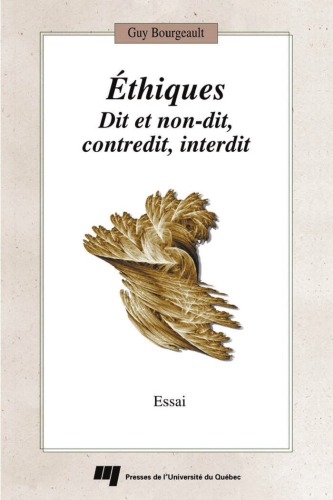 Guy Bourgeault
Éthiques
Dit et non-dit,
contredit, interdit
Essai
Presses de l'Université du Québec